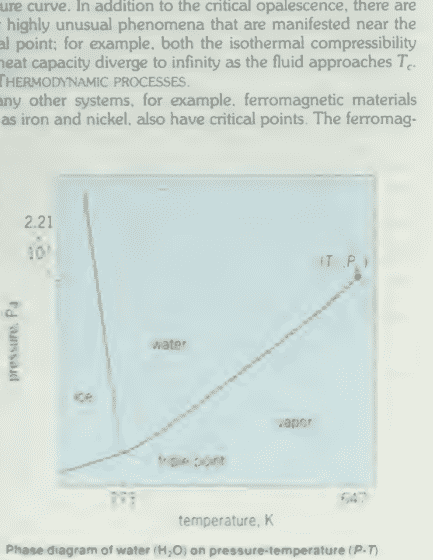 ure curve. In addition to the critical opalescence, there are
highly unusual phenomena that are manifested near the
al point; for example, both the isothermal compressibility
heat capacity diverge to infinity as the fluid approaches Tc.
THERMODYNAMIC PROCESSES.
any other systems, for example, ferromagnetic materials
as iron and nickel, also have critical points. The ferromag-
2.21
10
(T P )
pressure, Pa
water
ice
vapor
triple point
273
647
temperature, K
Phase diagram of water (H₂O) on pressure-temperature (P-T)